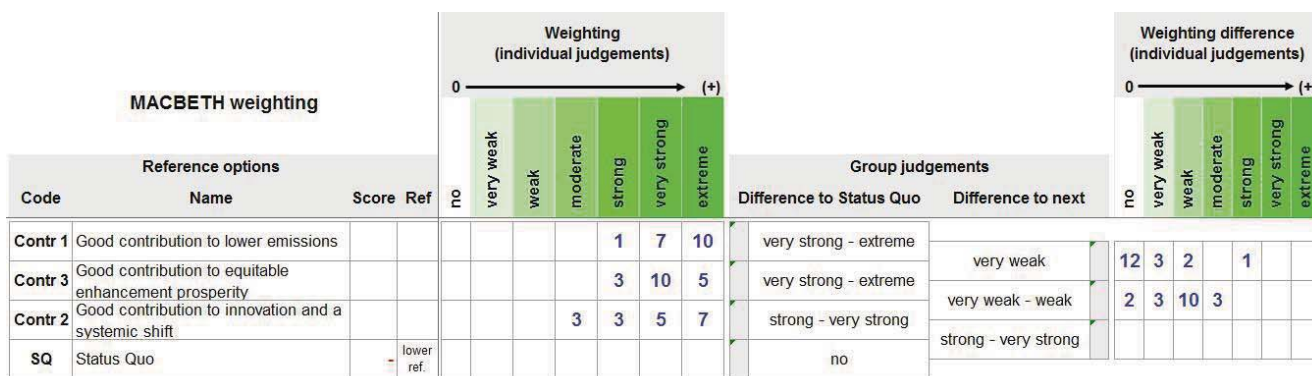 Weighting
(individual judgements)
0 (+)
Weighting difference
(individual judgements)
0 (+
MACBETH weighting
no very weak weak moderate strong very strong extreme
no very weak weak moderate strong very strong extreme
Reference options
Group judgements
Code Name Score Ref
Difference to Status Quo Difference to next
Contr 1 Good contribution to lower emissions 1 7 10 very strong - extreme
very weak 12 3 2 1
Contr 3 Good contribution to equitable
enhancement prosperity 3 10 5 very strong - extreme
very weak - weak 2 3 10 3
Contr 2 Good contribution to innovation and a
systemic shift 3 3 5 7 strong - very strong
strong - very strong
SQ Status Quo - lower
ref. no